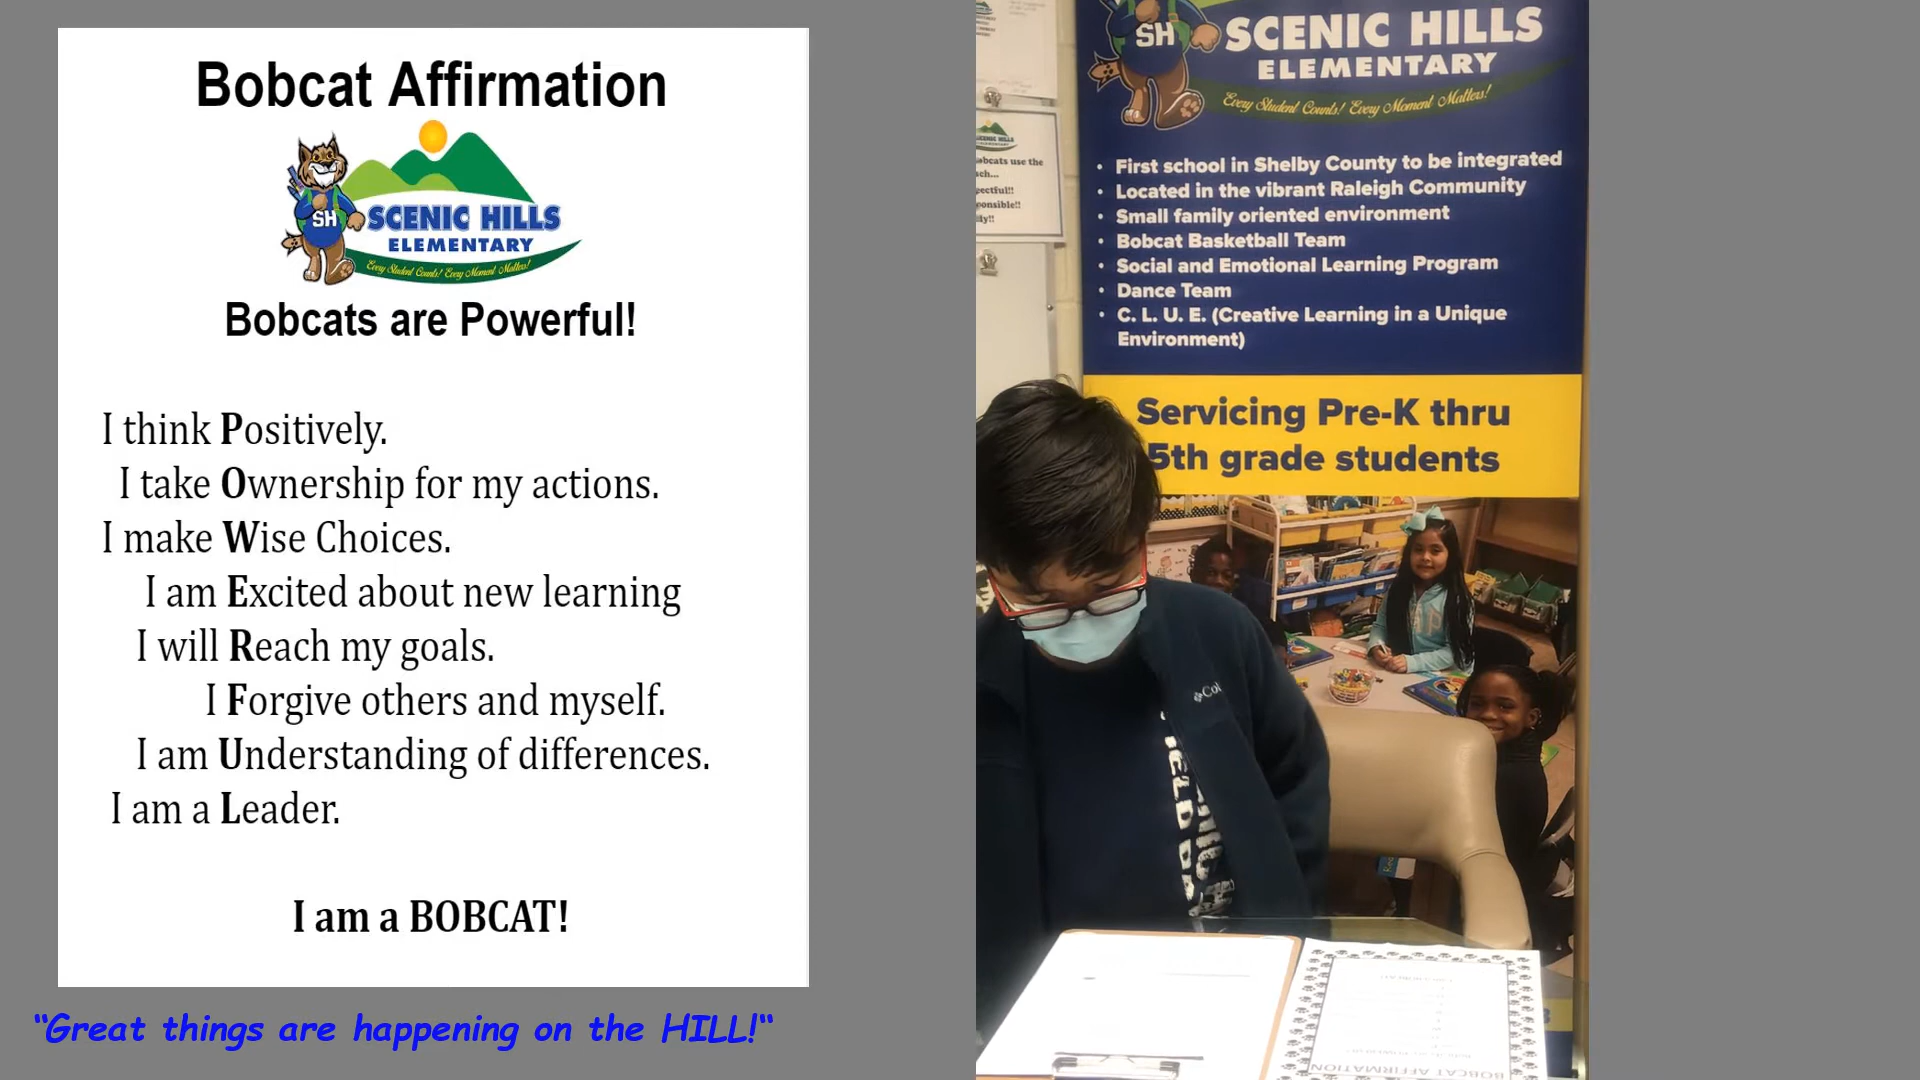 Bobcat Affirmation
SH
SCENIC HILLS
ELEMENTARY
Every Student Counts! Every Moment Matters!
Bobcats are Powerful!
I think Positively.
I take Ownership for my actions.
I make Wise Choices.
I am Excited about new learning
I will Reach my goals.
I Forgive others and myself.
I am Understanding of differences.
I am a Leader.
I am a BOBCAT!
“Great things are happening on the HILL!“
SH
SCENIC HILLS
ELEMENTARY
Every Student Counts! Every Moment Matters!
• First school in Shelby County to be integrated
• Located in the vibrant Raleigh Community
• Small family oriented environment
• Bobcat Basketball Team
• Social and Emotional Learning Program
• Dance Team
• C. L. U. E. (Creative Learning in a Unique
Environment)
Servicing Pre-K thru
5th grade students
use the
BOBCAT AFFIRMATION